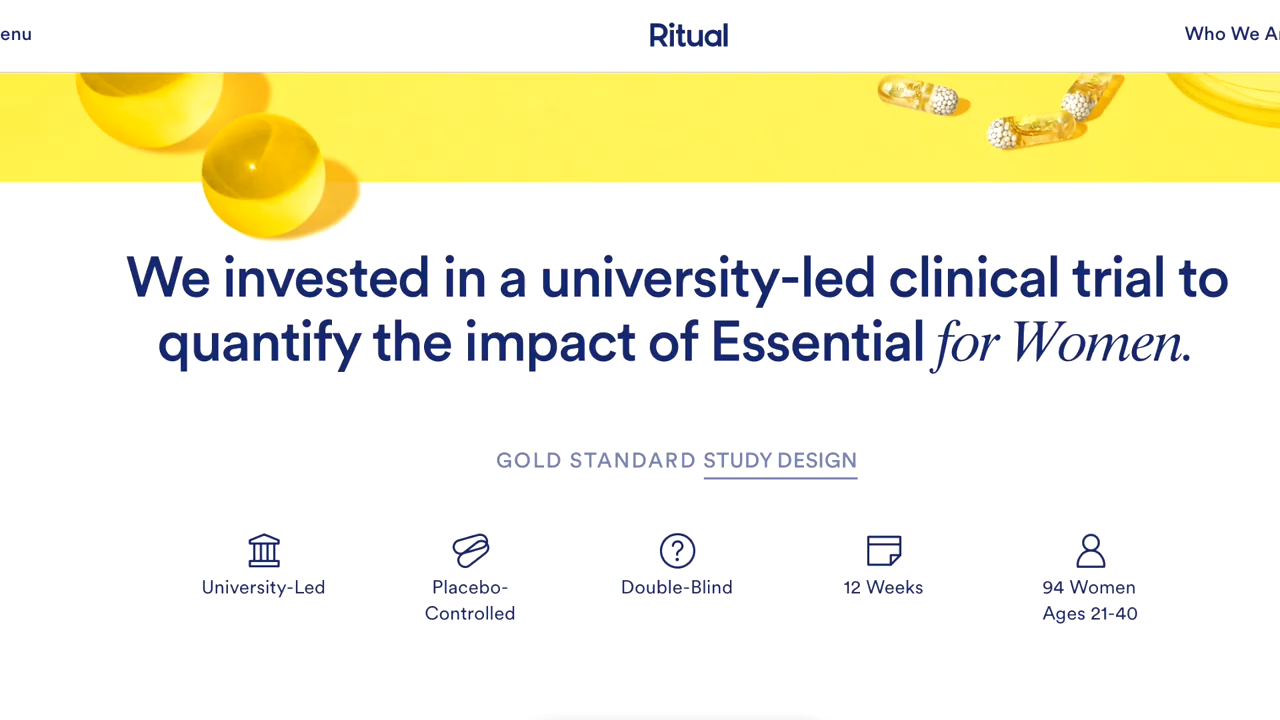 enu
Ritual
Who We Ar
We invested in a university-led clinical trial to
quantify the impact of Essential for Women.
GOLD STANDARD STUDY DESIGN
University-Led
Placebo-
Controlled
Double-Blind
12 Weeks
94 Women
Ages 21-40